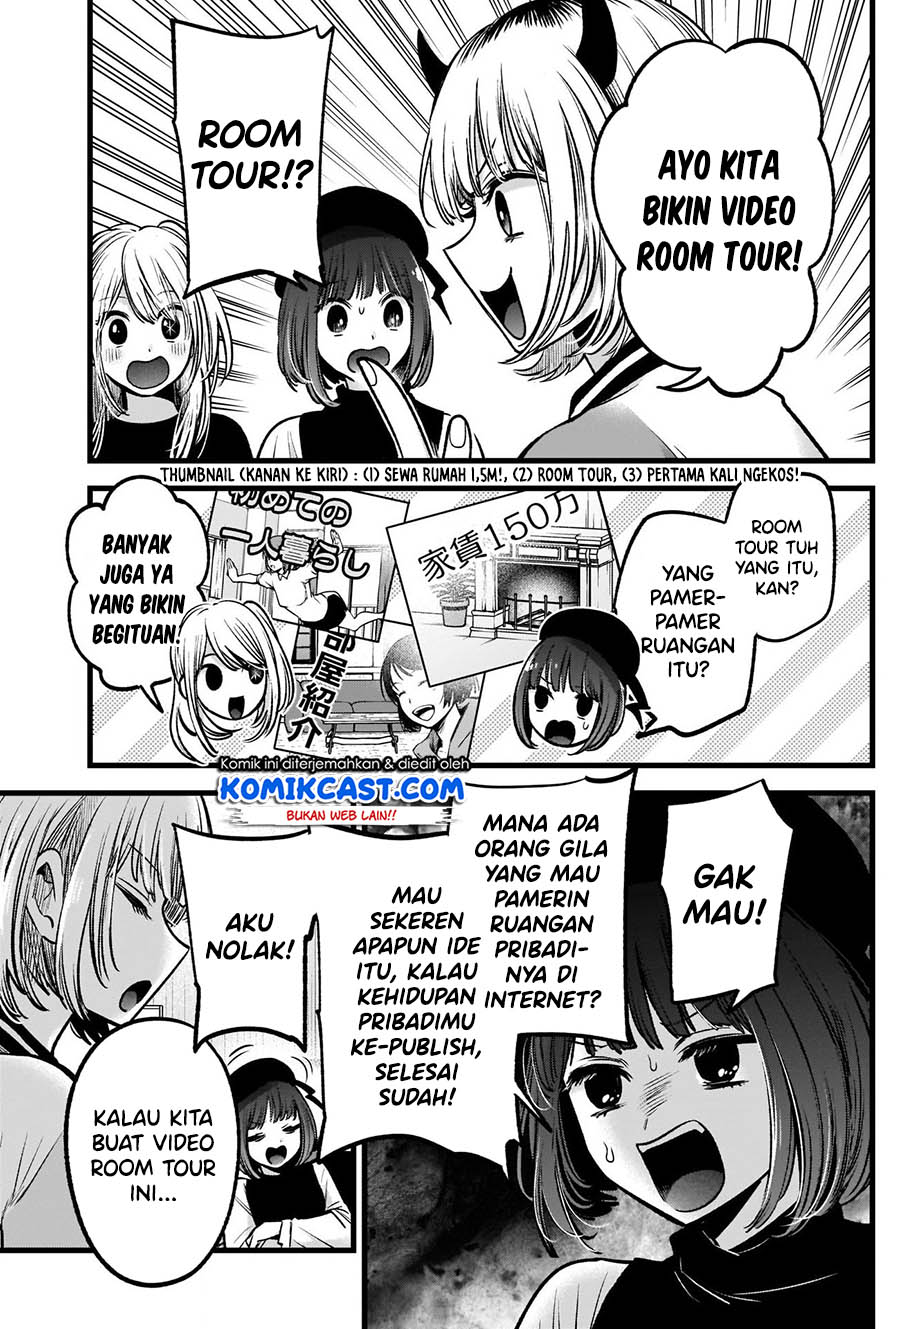 AYO KITA
BIKIN VIDEO
ROOM TOUR!
ROOM
TOUR!?
THUMBNAIL (KANAN KE KIRI) : (1) SEWA RUMAH 1,5M!, (2) ROOM TOUR, (3) PERTAMA KALI NGEKOS!
ROOM
TOUR TUH
YANG ITU,
KAN?
YANG
PAMER-
PAMER
RUANGAN
ITU?
家賃150万
初めての
一人暮らし
部屋紹介
BANYAK
JUGA YA
YANG BIKIN
BEGITUAN!
Komik ini diterjemahkan & diedit oleh
KOMIKCAST.COM
BUKAN WEB LAIN!!
GAK
MAU!
MANA ADA
ORANG GILA
YANG MAU
PAMERIN
RUANGAN
PRIBADI-
NYA DI
INTERNET?
MAU
SEKEREN
APAPUN IDE
ITU, KALAU
KEHIDUPAN
PRIBADIMU
KE-PUBLISH,
SELESAI
SUDAH!
AKU
NOLAK!
KALAU KITA
BUAT VIDEO
ROOM TOUR
INI...